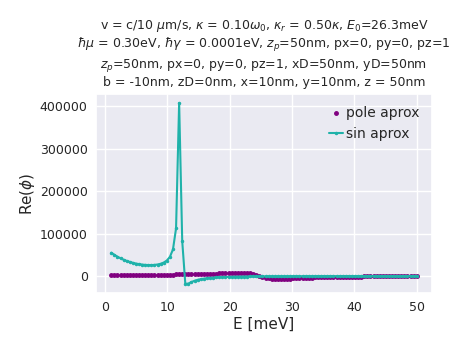 v = c/10 μm/s, κ = 0.10ω₀, κᵣ = 0.50κ, E₀=26.3meV
ℏμ = 0.30eV, ℏγ = 0.0001eV, zₚ=50nm, px=0, py=0, pz=1
zₚ=50nm, px=0, py=0, pz=1, xD=50nm, yD=50nm
b = -10nm, zD=0nm, x=10nm, y=10nm, z = 50nm
400000
300000
200000
100000
0
Re(ϕ)
pole aprox
sin aprox
0 10 20 30 40 50
E [meV]